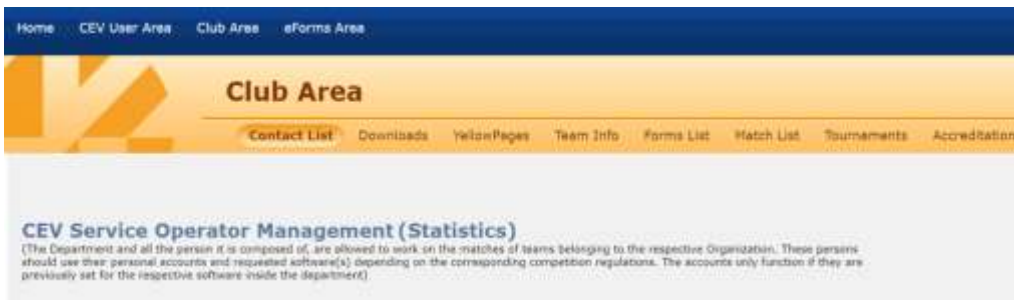 Home CEV User Area Club Area eForms Area
Club Area
Contact List Downloads YellowPages Team Info Forms List Match List Tournaments Accreditation
CEV Service Operator Management (Statistics)
(The Department and all the person it is composed of, are allowed to work on the matches of teams belonging to the respective Organization. These persons
should use their personal accounts and requested software(s) depending on the corresponding competition regulations. The accounts only function if they are
previously set for the respective software inside the department)